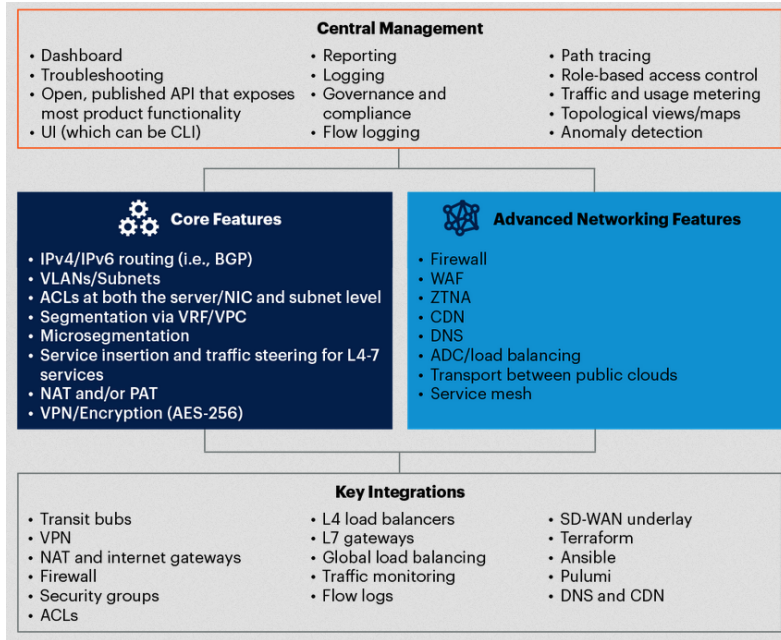 Central Management
• Dashboard
• Troubleshooting
• Open, published API that exposes
most product functionality
• UI (which can be CLI)
• Reporting
• Logging
• Governance and
compliance
• Flow logging
• Path tracing
• Role-based access control
• Traffic and usage metering
• Topological views/maps
• Anomaly detection
Core Features
• IPv4/IPv6 routing (i.e., BGP)
• VLANs/Subnets
• ACLs at both the server/NIC and subnet level
• Segmentation via VRF/VPC
• Microsegmentation
• Service insertion and traffic steering for L4-7
services
• NAT and/or PAT
• VPN/Encryption (AES-256)
Advanced Networking Features
• Firewall
• WAF
• ZTNA
• CDN
• DNS
• ADC/load balancing
• Transport between public clouds
• Service mesh
Key Integrations
• Transit bubs
• VPN
• NAT and internet gateways
• Firewall
• Security groups
• ACLs
• L4 load balancers
• L7 gateways
• Global load balancing
• Traffic monitoring
• Flow logs
• SD-WAN underlay
• Terraform
• Ansible
• Pulumi
• DNS and CDN